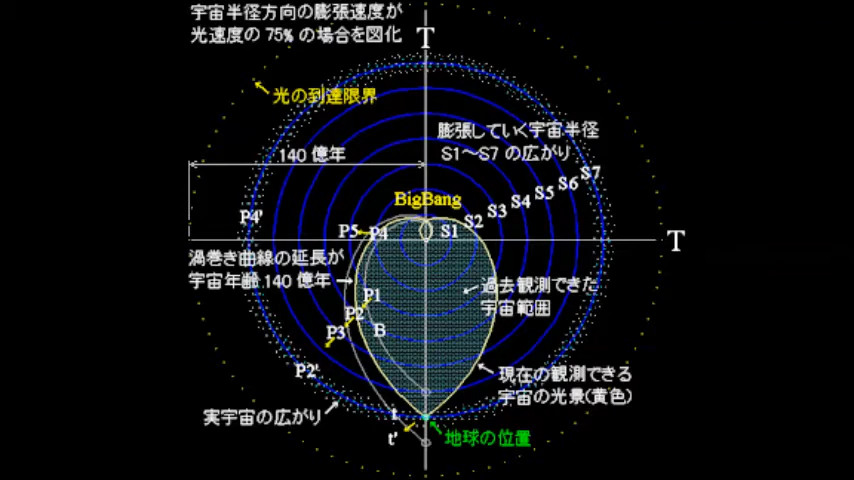 宇宙半径方向の膨張速度が
光速度の 75% の場合を図化
T
光の到達限界
膨張していく宇宙半径
S1～S7 の広がり
140 億年
S7
S6
S5
S4
S3
S2
S1
BigBang
P4'
P5
P4
T
渦巻き曲線の延長が
宇宙年齢 140 億年
過去観測できた
宇宙範囲
P1
P2
P3
B
P2'
現在の観測できる
宇宙の光景(黄色)
実宇宙の広がり
t
t'
地球の位置